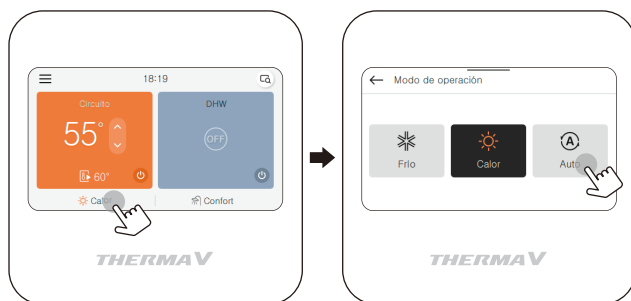 18:19
Circuito
55°
60°
DHW
OFF
Calor
Confort
THERMA V
Modo de operación
Frío
Calor
A
Auto
THERMA V